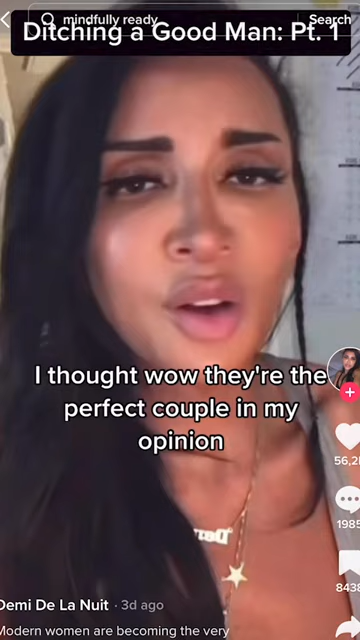 mindfully ready
Search
Ditching a Good Man: Pt. 1
I thought wow they're the
perfect couple in my
opinion
56,2
1985
8438
Demi De La Nuit · 3d ago
Modern women are becoming the very